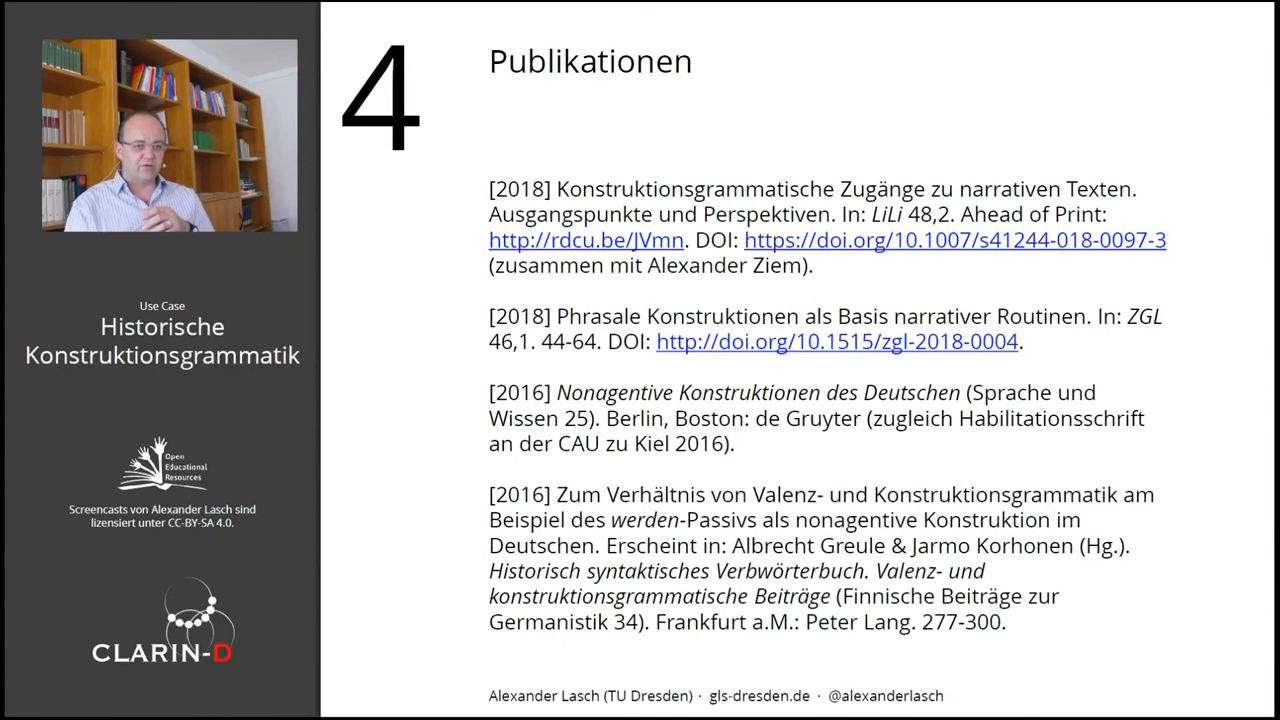 4
Publikationen
[2018] Konstruktionsgrammatische Zugänge zu narrativen Texten.
Ausgangspunkte und Perspektiven. In: LiLi 48,2. Ahead of Print:
http://rdcu.be/JVmn. DOI: https://doi.org/10.1007/s41244-018-0097-3
(zusammen mit Alexander Ziem).
[2018] Phrasale Konstruktionen als Basis narrativer Routinen. In: ZGL
46,1. 44-64. DOI: http://doi.org/10.1515/zgl-2018-0004.
[2016] Nonagentive Konstruktionen des Deutschen (Sprache und
Wissen 25). Berlin, Boston: de Gruyter (zugleich Habilitationsschrift
an der CAU zu Kiel 2016).
[2016] Zum Verhältnis von Valenz- und Konstruktionsgrammatik am
Beispiel des werden-Passivs als nonagentive Konstruktion im
Deutschen. Erscheint in: Albrecht Greule & Jarmo Korhonen (Hg.).
Historisch syntaktisches Verbwörterbuch. Valenz- und
konstruktionsgrammatische Beiträge (Finnische Beiträge zur
Germanistik 34). Frankfurt a.M.: Peter Lang. 277-300.
Alexander Lasch (TU Dresden) · gls-dresden.de · @alexanderlasch
Use Case
Historische
Konstruktionsgrammatik
Open
Educational
Resources
Screencasts von Alexander Lasch sind
lizensiert unter CC-BY-SA 4.0.
CLARIN-D